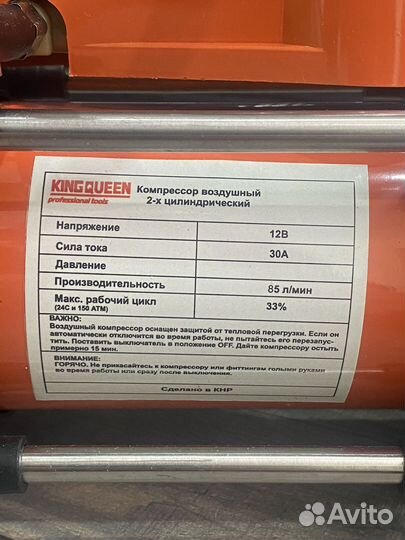 KINGQUEEN
professional tools
Компрессор воздушный
2-х цилиндрический
Напряжение 12В
Сила тока 30А
Давление
Производительность 85 л/мин
Макс. рабочий цикл 33%
(24С и 150 АТМ)
ВАЖНО:
Воздушный компрессор оснащен защитой от тепловой перегрузки. Если он
автоматически отключится во время работы, не пытайтесь его перезапус-
тить. Поставить выключатель в положение OFF. Дайте компрессору остыть
примерно 15 мин.
ВНИМАНИЕ:
ГОРЯЧО. Не прикасайтесь к компрессору или фиттингам голыми руками
во время работы или сразу после выключения.
Сделано в КНР
Avito